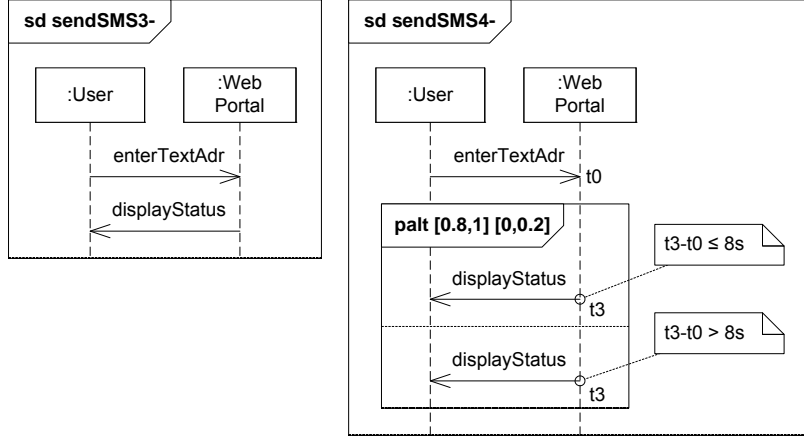 sd sendSMS3-
:User
:Web
Portal
enterTextAdr
displayStatus
sd sendSMS4-
:User
:Web
Portal
enterTextAdr
t0
palt [0.8,1] [0,0.2]
t3-t0 ≤ 8s
displayStatus
t3
t3-t0 > 8s
displayStatus
t3